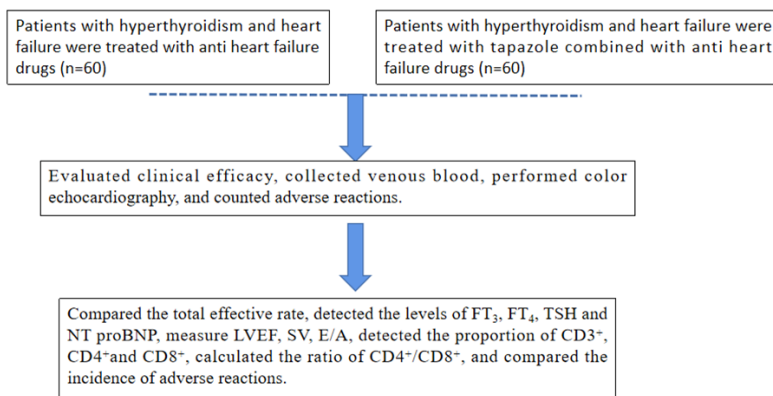 Patients with hyperthyroidism and heart
failure were treated with anti heart failure
drugs (n=60)
Patients with hyperthyroidism and heart failure were
treated with tapazole combined with anti heart
failure drugs (n=60)
Evaluated clinical efficacy, collected venous blood, performed color
echocardiography, and counted adverse reactions.
Compared the total effective rate, detected the levels of FT₃, FT₄, TSH and
NT proBNP, measure LVEF, SV, E/A, detected the proportion of CD3⁺,
CD4⁺and CD8⁺, calculated the ratio of CD4⁺/CD8⁺, and compared the
incidence of adverse reactions.